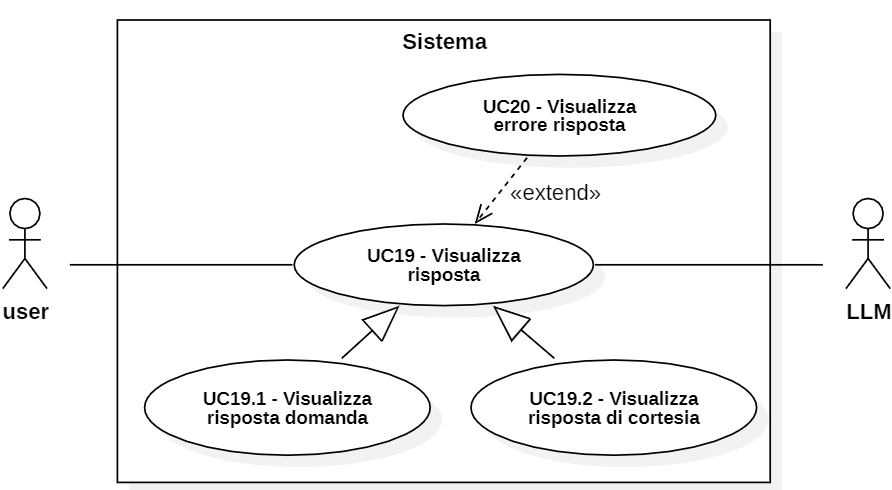 Sistema
UC20 - Visualizza
errore risposta
«extend»
UC19 - Visualizza
risposta
user
LLM
UC19.1 - Visualizza
risposta domanda
UC19.2 - Visualizza
risposta di cortesia